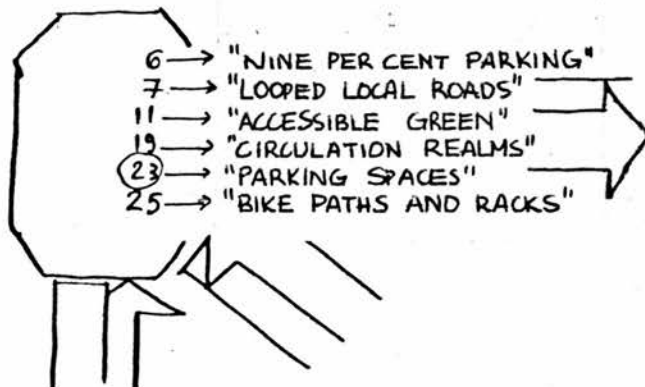 6 → "NINE PER CENT PARKING"
7 → "LOOPED LOCAL ROADS"
11 → "ACCESSIBLE GREEN"
19 → "CIRCULATION REALMS"
23 → "PARKING SPACES"
25 → "BIKE PATHS AND RACKS"